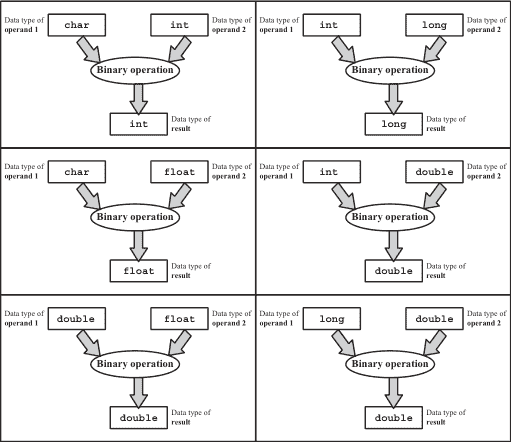 Data type of
operand 1
char
int
Data type of
operand 2
Binary operation
int
Data type of
result
Data type of
operand 1
int
long
Data type of
operand 2
Binary operation
long
Data type of
result
Data type of
operand 1
char
float
Data type of
operand 2
Binary operation
float
Data type of
result
Data type of
operand 1
int
double
Data type of
operand 2
Binary operation
double
Data type of
result
Data type of
operand 1
double
float
Data type of
operand 2
Binary operation
double
Data type of
result
Data type of
operand 1
long
double
Data type of
operand 2
Binary operation
double
Data type of
result